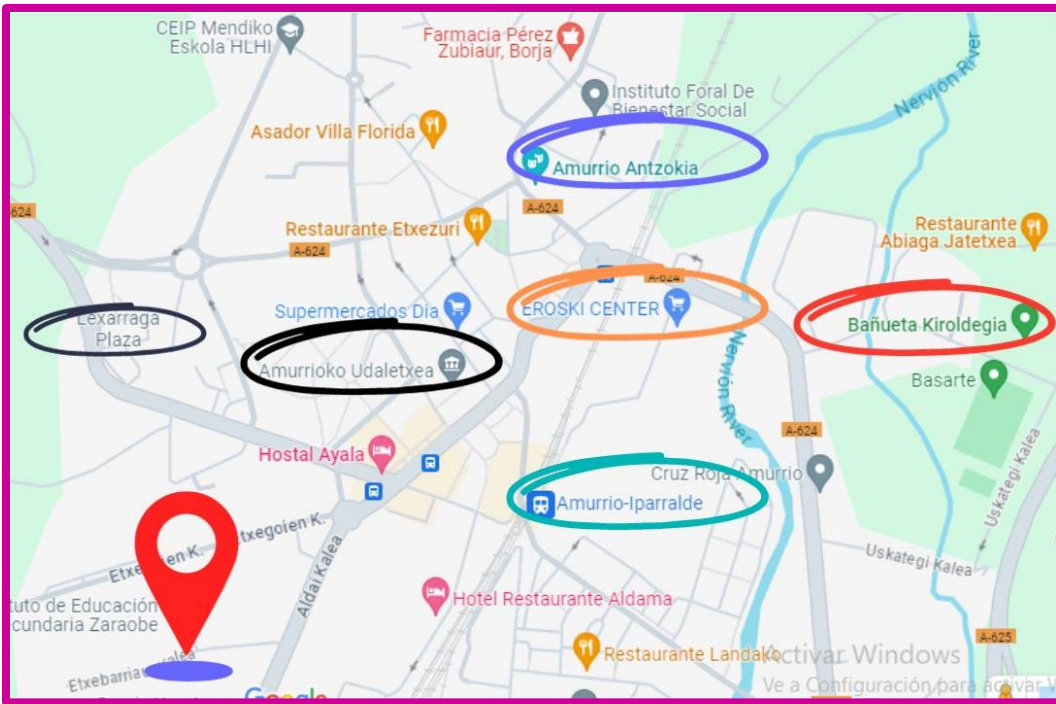 CEIP Mendiko
Eskola HLHI
Farmacia Pérez
Zubiaur, Borja
Instituto Foral De
Bienestar Social
Nervión River
Asador Villa Florida
Amurrio Antzokia
A-624
624
Restaurante Etxezuri
A-624
Restaurante
Abiaga Jatetxea
A-624
Lexarraga
Plaza
Supermercados Dia
EROSKI CENTER
Bañueta Kiroldegia
Amurrioko Udaletxea
Nervión River
Basarte
A-624
Hostal Ayala
Cruz Roja Amurrio
Amurrio-Iparralde
Uskategi Kalea
Etxegoien K.
Aldai Kalea
Uskategi Kalea
tuto de Educación
cundaria Zaraobe
Hotel Restaurante Aldama
A-625
Restaurante Landako
Activar Windows
Ve a Configuración para activar W
Google